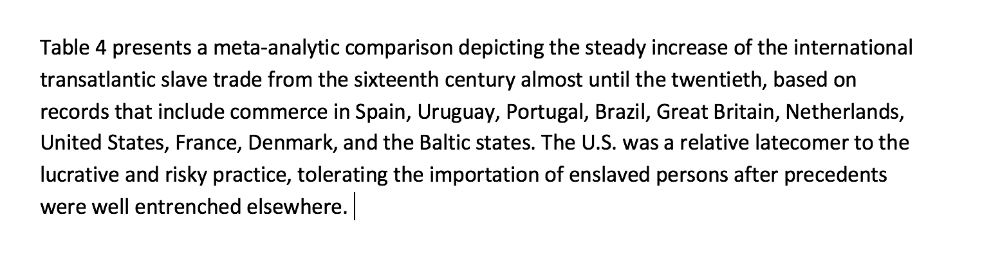 Table 4 presents a meta-analytic comparison depicting the steady increase of the international
transatlantic slave trade from the sixteenth century almost until the twentieth, based on
records that include commerce in Spain, Uruguay, Portugal, Brazil, Great Britain, Netherlands,
United States, France, Denmark, and the Baltic states. The U.S. was a relative latecomer to the
lucrative and risky practice, tolerating the importation of enslaved persons after precedents
were well entrenched elsewhere.